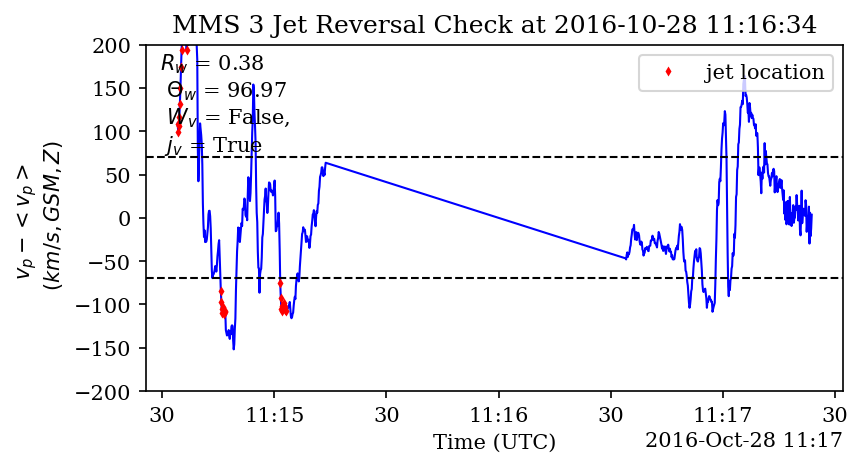 MMS 3 Jet Reversal Check at 2016-10-28 11:16:34
v_p − < v_p >
(km/s, GSM, Z)
200
150
100
50
0
−50
−100
−150
−200
R_w = 0.38
Θ_w = 96.97
W_v = False,
j_v = True
jet location
30 11:15 30 11:16 30 11:17 30
Time (UTC)
2016-Oct-28 11:17